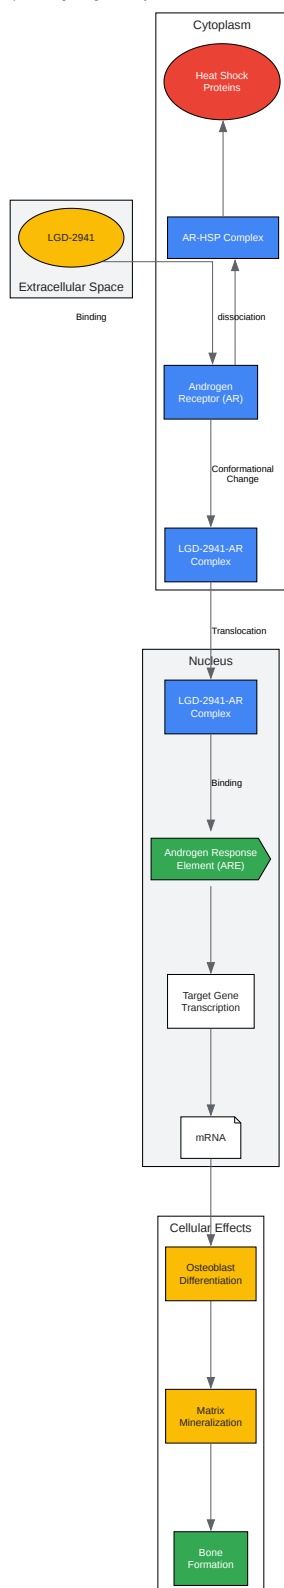 Cytoplasm
Heat Shock
Proteins
AR-HSP Complex
LGD-2941
Extracellular Space
Binding
dissociation
Androgen
Receptor (AR)
Conformational
Change
LGD-2941-AR
Complex
Translocation
Nucleus
LGD-2941-AR
Complex
Binding
Androgen Response
Element (ARE)
Target Gene
Transcription
mRNA
Cellular Effects
Osteoblast
Differentiation
Matrix
Mineralization
Bone
Formation